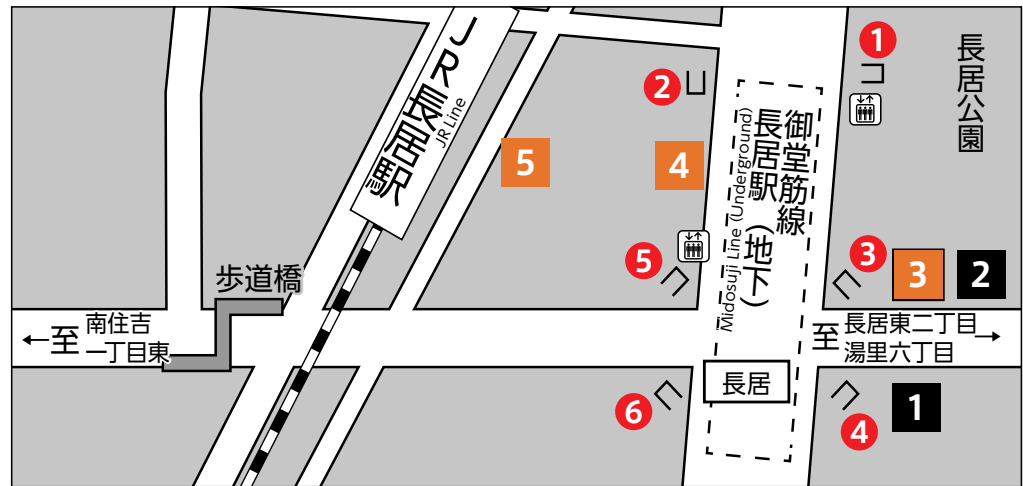 JR長居駅
JR Line
1
長居公園
2
御堂筋線
長居駅(地下)
Midosuji Line (Underground)
5
4
5
3
3
2
歩道橋
←至 南住吉
一丁目東
至 長居東二丁目→
湯里六丁目
長居
6
4
1